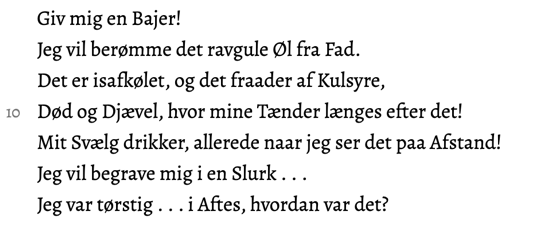 Giv mig en Bajer!
Jeg vil berømme det ravgule Øl fra Fad.
Det er isafkølet, og det fraader af Kulsyre,
10 Død og Djævel, hvor mine Tænder længes efter det!
Mit Svælg drikker, allerede naar jeg ser det paa Afstand!
Jeg vil begrave mig i en Slurk . . .
Jeg var tørstig . . . i Aftes, hvordan var det?